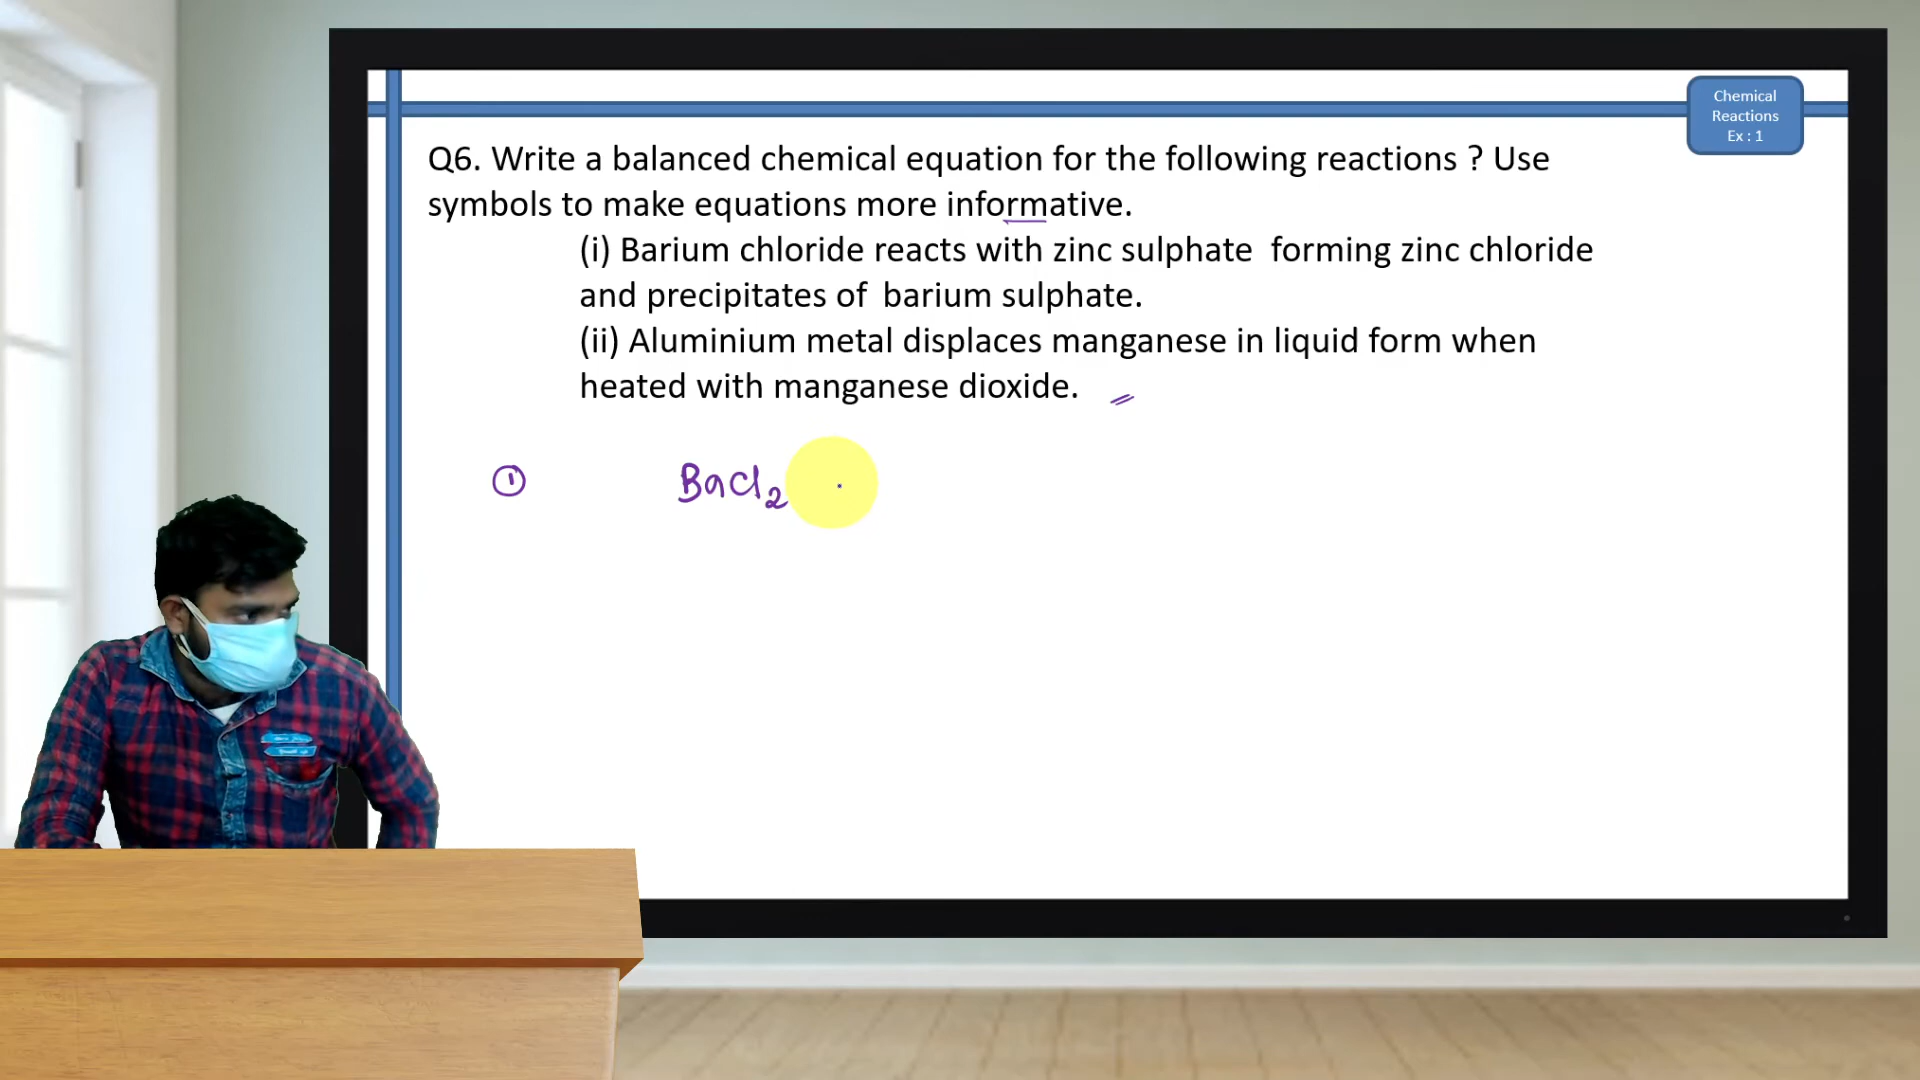 Chemical
Reactions
Ex : 1
Q6. Write a balanced chemical equation for the following reactions ? Use
symbols to make equations more informative.
(i) Barium chloride reacts with zinc sulphate  forming zinc chloride
and precipitates of  barium sulphate.
(ii) Aluminium metal displaces manganese in liquid form when
heated with manganese dioxide.
① BaCl₂